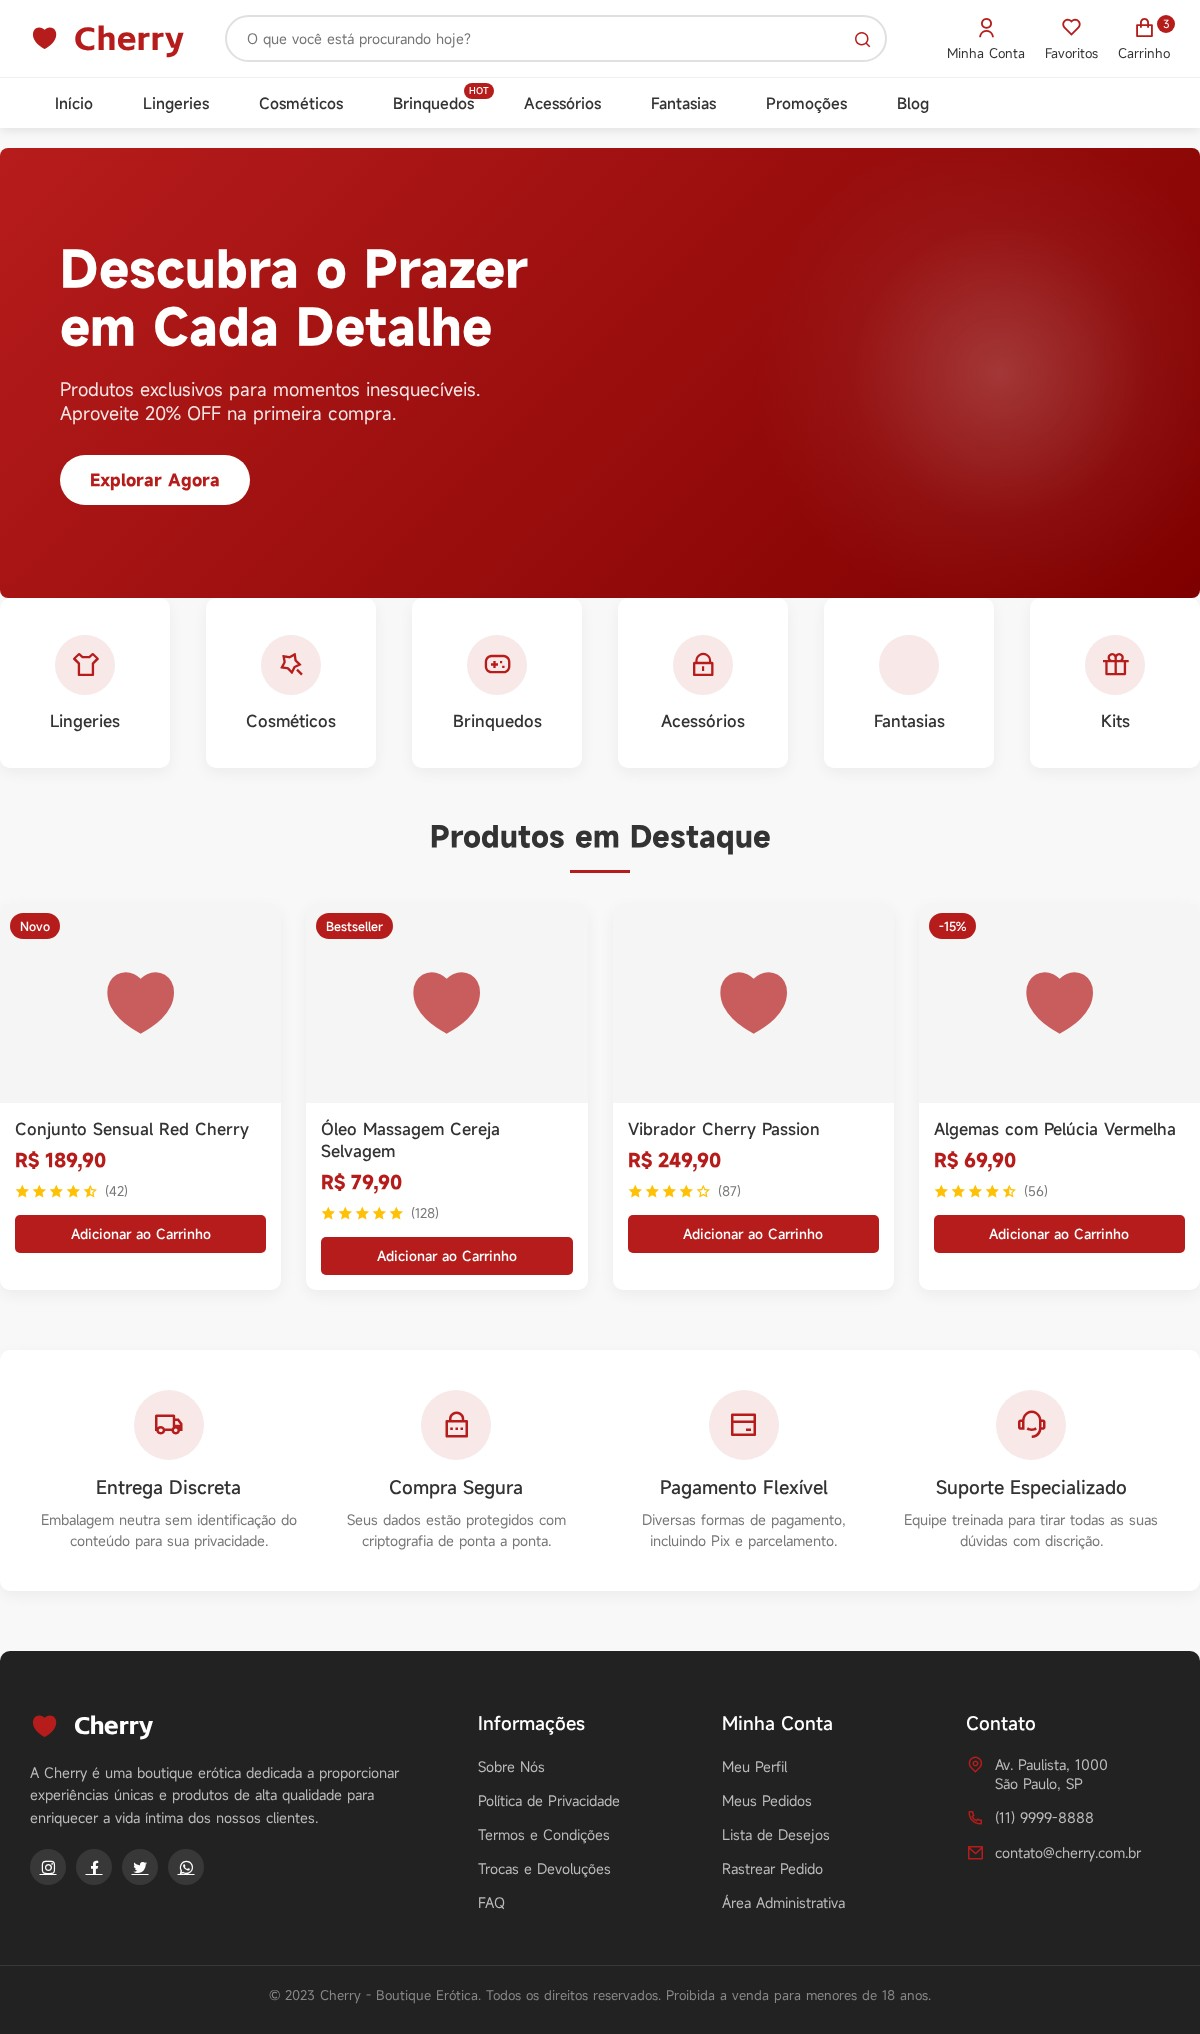 Cherry
O que você está procurando hoje?
Minha Conta
Favoritos
3
Carrinho
Início
Lingeries
Cosméticos
Brinquedos
HOT
Acessórios
Fantasias
Promoções
Blog
Descubra o Prazer
em Cada Detalhe
Produtos exclusivos para momentos inesquecíveis.
Aproveite 20% OFF na primeira compra.
Explorar Agora
Lingeries
Cosméticos
Brinquedos
Acessórios
Fantasias
Kits
Produtos em Destaque
Novo
Conjunto Sensual Red Cherry
R$ 189,90
(42)
Adicionar ao Carrinho
Bestseller
Óleo Massagem Cereja
Selvagem
R$ 79,90
(128)
Adicionar ao Carrinho
Vibrador Cherry Passion
R$ 249,90
(87)
Adicionar ao Carrinho
-15%
Algemas com Pelúcia Vermelha
R$ 69,90
(56)
Adicionar ao Carrinho
Entrega Discreta
Embalagem neutra sem identificação do
conteúdo para sua privacidade.
Compra Segura
Seus dados estão protegidos com
criptografia de ponta a ponta.
Pagamento Flexível
Diversas formas de pagamento,
incluindo Pix e parcelamento.
Suporte Especializado
Equipe treinada para tirar todas as suas
dúvidas com discrição.
Cherry
A Cherry é uma boutique erótica dedicada a proporcionar
experiências únicas e produtos de alta qualidade para
enriquecer a vida íntima dos nossos clientes.
Informações
Sobre Nós
Política de Privacidade
Termos e Condições
Trocas e Devoluções
FAQ
Minha Conta
Meu Perfil
Meus Pedidos
Lista de Desejos
Rastrear Pedido
Área Administrativa
Contato
Av. Paulista, 1000
São Paulo, SP
(11) 9999-8888
contato@cherry.com.br
© 2023 Cherry - Boutique Erótica. Todos os direitos reservados. Proibida a venda para menores de 18 anos.